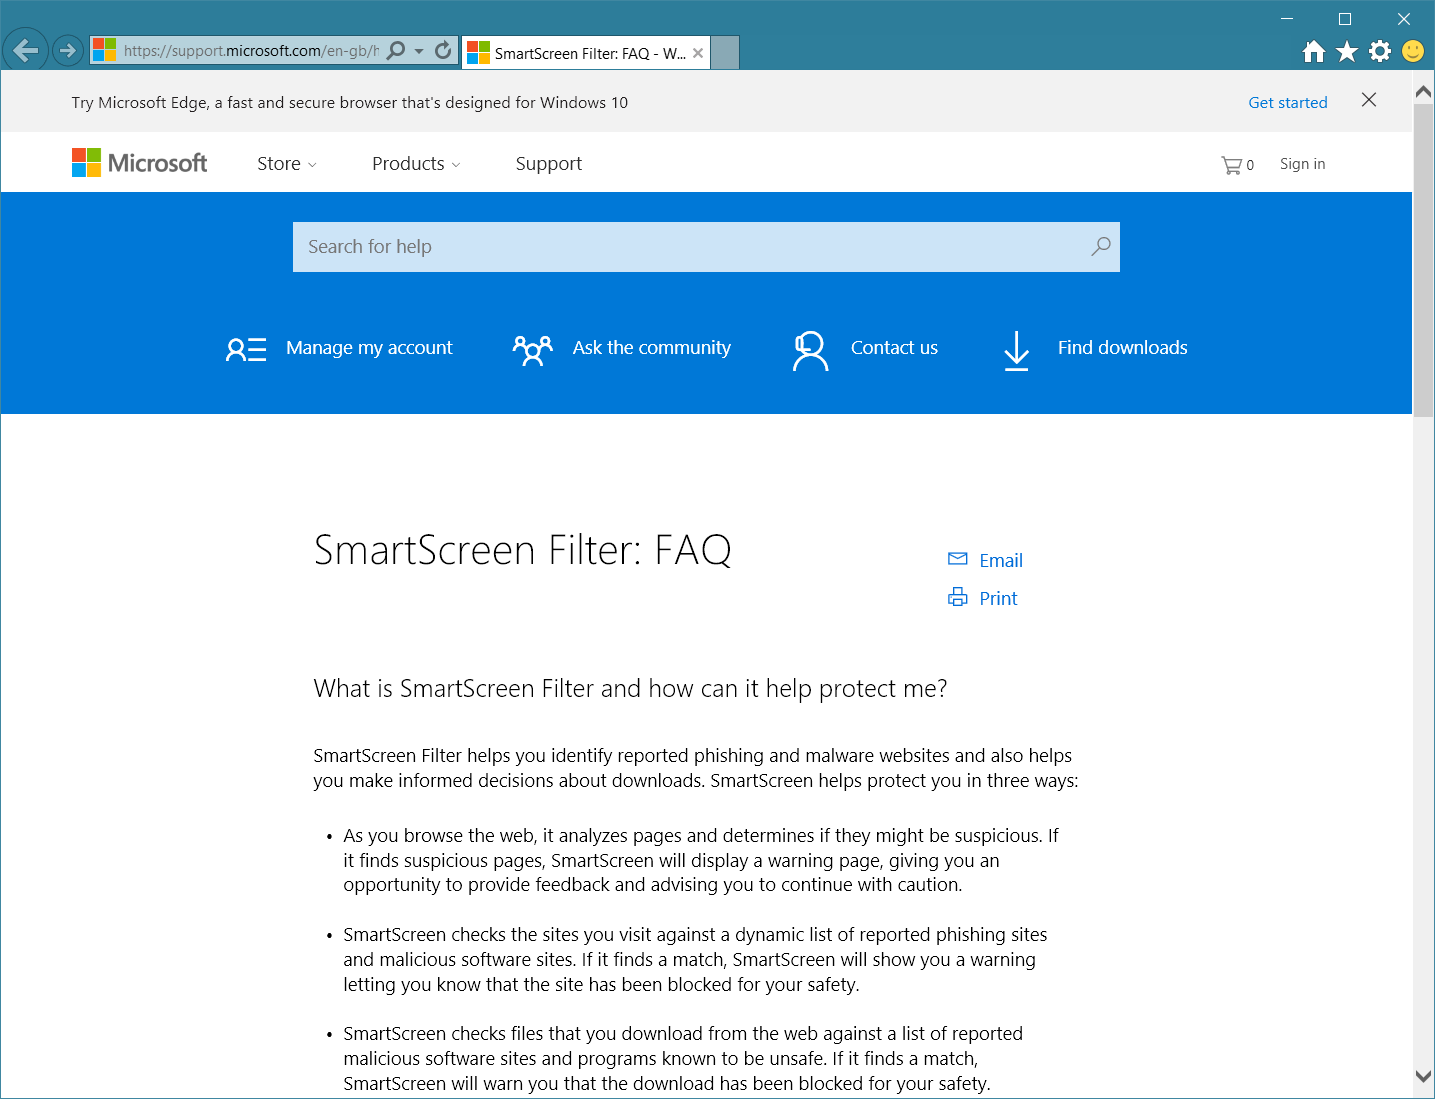 https://support.microsoft.com/en-gb/h
SmartScreen Filter: FAQ - W...
Try Microsoft Edge, a fast and secure browser that's designed for Windows 10
Get started
Microsoft
Store
Products
Support
0
Sign in
Search for help
Manage my account
Ask the community
Contact us
Find downloads
SmartScreen Filter: FAQ
Email
Print
What is SmartScreen Filter and how can it help protect me?
SmartScreen Filter helps you identify reported phishing and malware websites and also helps
you make informed decisions about downloads. SmartScreen helps protect you in three ways:
• As you browse the web, it analyzes pages and determines if they might be suspicious. If
it finds suspicious pages, SmartScreen will display a warning page, giving you an
opportunity to provide feedback and advising you to continue with caution.
• SmartScreen checks the sites you visit against a dynamic list of reported phishing sites
and malicious software sites. If it finds a match, SmartScreen will show you a warning
letting you know that the site has been blocked for your safety.
• SmartScreen checks files that you download from the web against a list of reported
malicious software sites and programs known to be unsafe. If it finds a match,
SmartScreen will warn you that the download has been blocked for your safety.